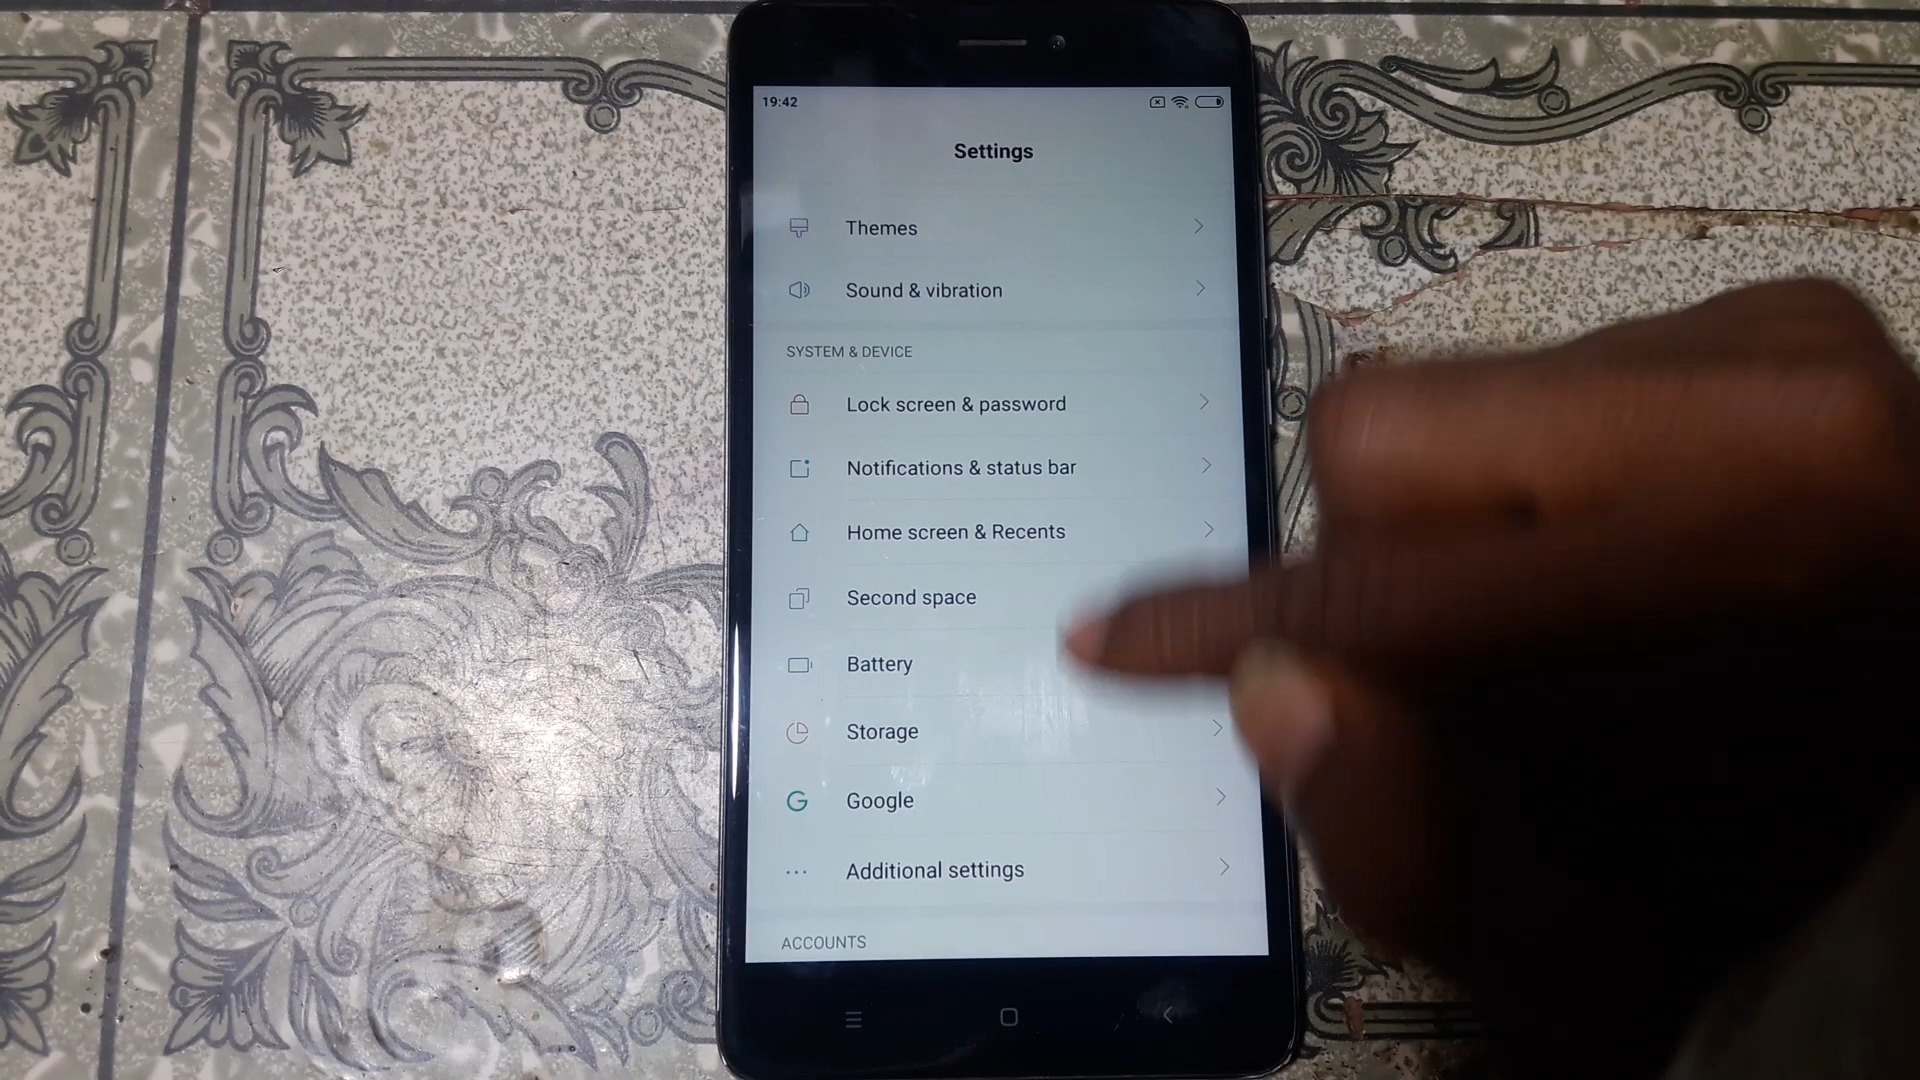 19:42
Settings
Themes
Sound & vibration
SYSTEM & DEVICE
Lock screen & password
Notifications & status bar
Home screen & Recents
Second space
Battery
Storage
Google
Additional settings
ACCOUNTS